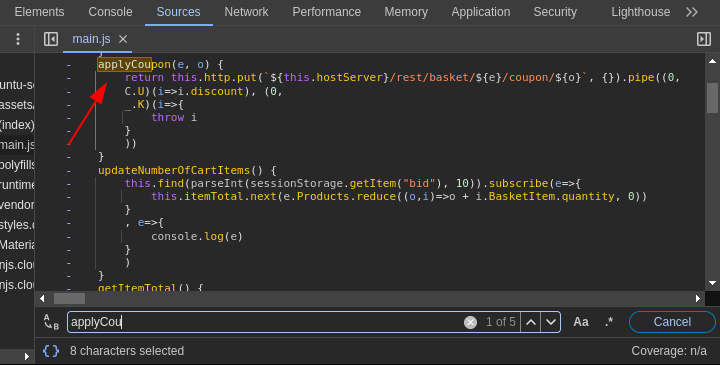 Elements Console Sources Network Performance Memory Application Security Lighthouse
main.js
}
- applyCoupon(e, o) {
- return this.http.put(`${this.hostServer}/rest/basket/${e}/coupon/${o}`, {}).pipe((0,
- C.U)(i=>i.discount), (0,
- _.K)(i=>{
- throw i
- }
- ))
- }
- updateNumberOfCartItems() {
- this.find(parseInt(sessionStorage.getItem("bid"), 10)).subscribe(e=>{
- this.itemTotal.next(e.Products.reduce((o,i)=>o + i.BasketItem.quantity, 0))
- }
- , e=>{
- console.log(e)
- }
- )
- }
- getItemTotal() {
untu-se
assets/
(index)
main.js
polyfills
runtime
vendor
styles.c
Materia
njs.clou
njs.clou
applyCou 1 of 5 Aa .* Cancel
{} 8 characters selected Coverage: n/a